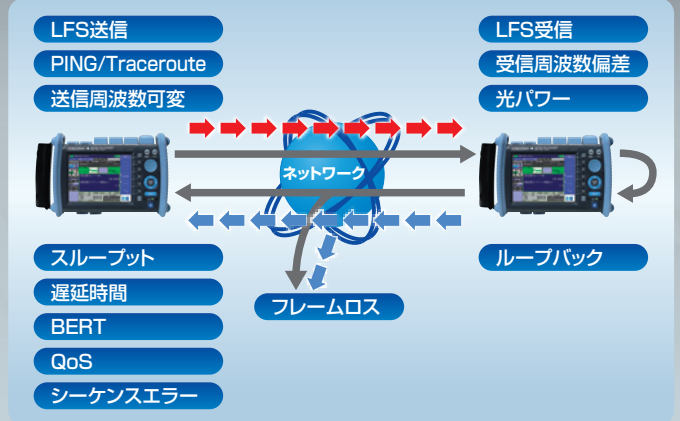 LFS送信
PING/Traceroute
送信周波数可変
LFS受信
受信周波数偏差
光パワー
ネットワーク
スループット
遅延時間
BERT
QoS
シーケンスエラー
フレームロス
ループバック